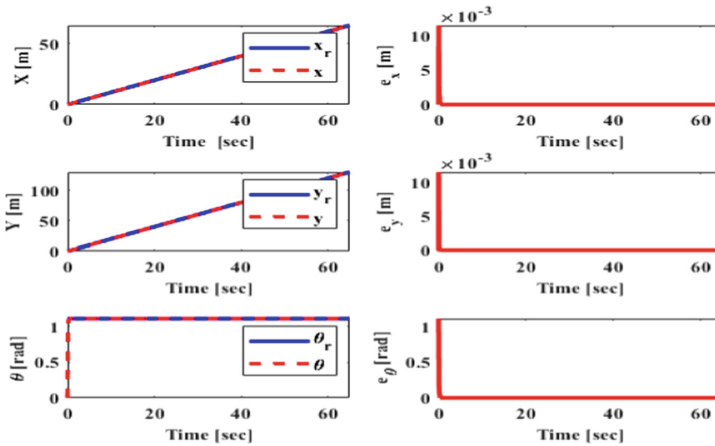 ×10⁻³
X [m]
50
0
x_r
x
0 20 40 60
Time [sec]
e_x [m]
10
5
0
0 20 40 60
Time [sec]
×10⁻³
Y [m]
100
50
0
y_r
y
0 20 40 60
Time [sec]
e_y [m]
10
5
0
0 20 40 60
Time [sec]
θ [rad]
1
0.5
0
θ_r
θ
0 20 40 60
Time [sec]
e_θ [rad]
1
0.5
0
0 20 40 60
Time [sec]